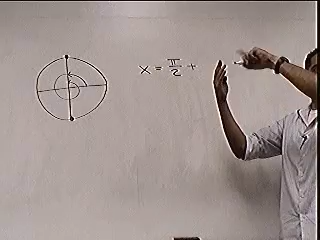 x = π/2 +